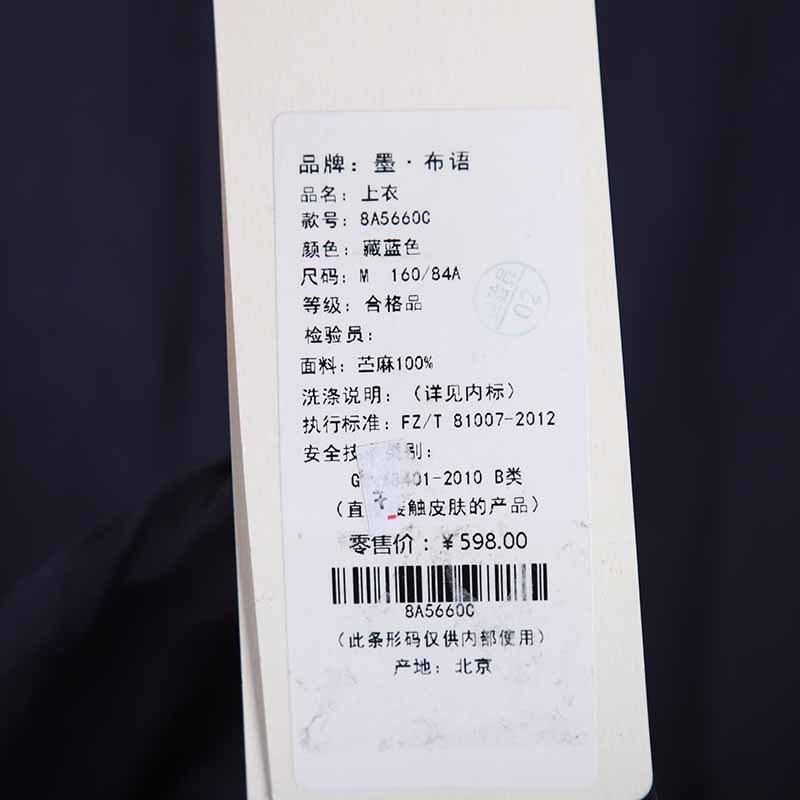 品牌：墨·布语
品名：上衣
款号：8A5660C
颜色：藏蓝色
尺码：M 160/84A
等级：合格品
检验员：
02
面料：苎麻100%
洗涤说明：（详见内标）
执行标准：FZ/T 81007-2012
安全技 类别：
G 18401-2010 B类
（直 接触皮肤的产品）
零售价：¥598.00
8A5660C
（此条形码仅供内部使用）
产地：北京